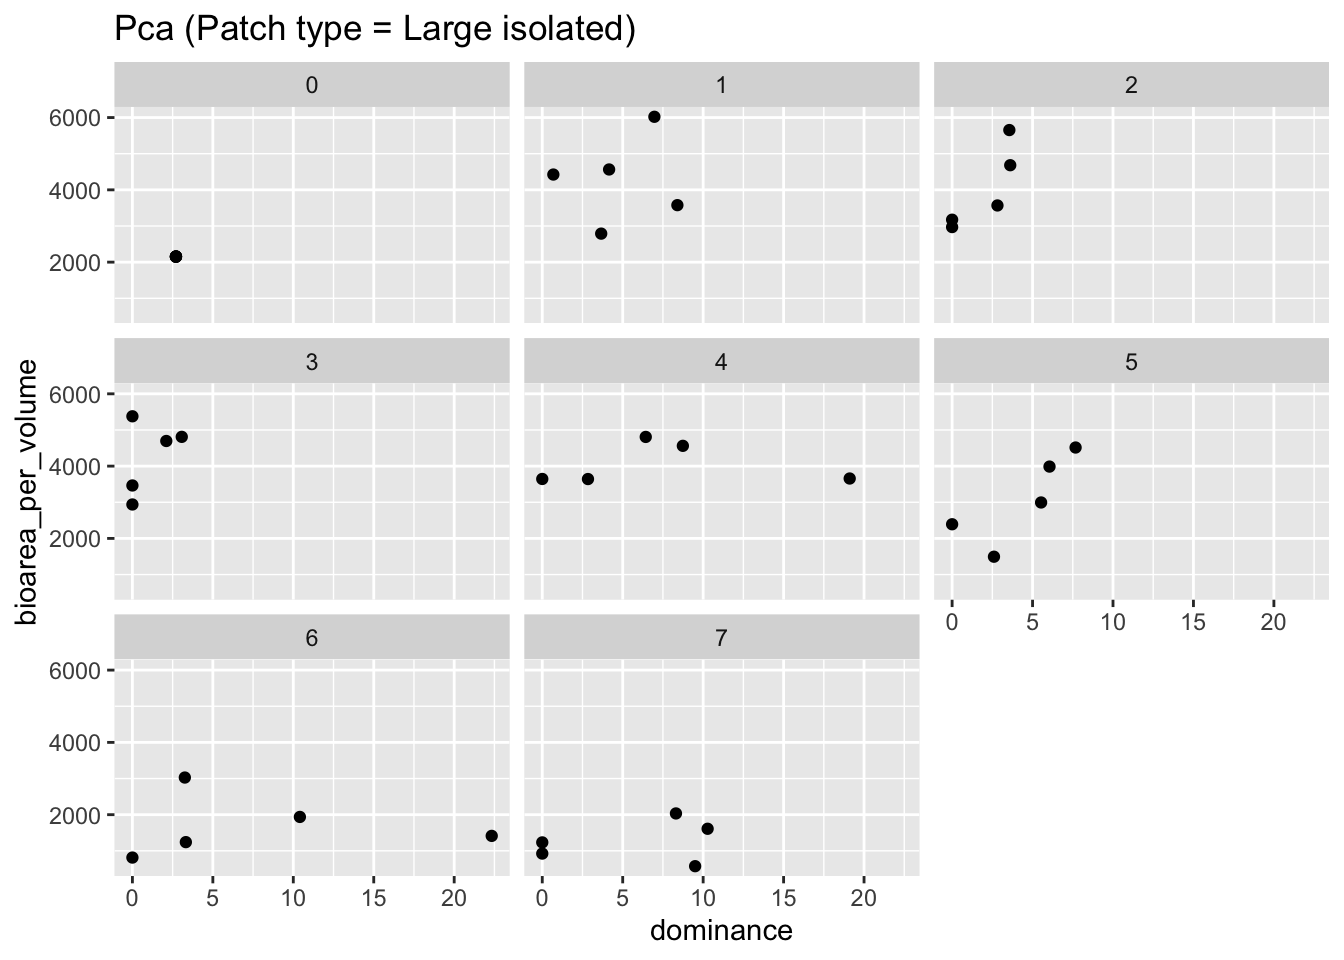 Pca (Patch type = Large isolated)
0 1 2
6000
4000
2000
3 4 5
6000
4000
2000
0 5 10 15 20
6 7
6000
4000
2000
0 5 10 15 20 0 5 10 15 20
bioarea_per_volume
dominance